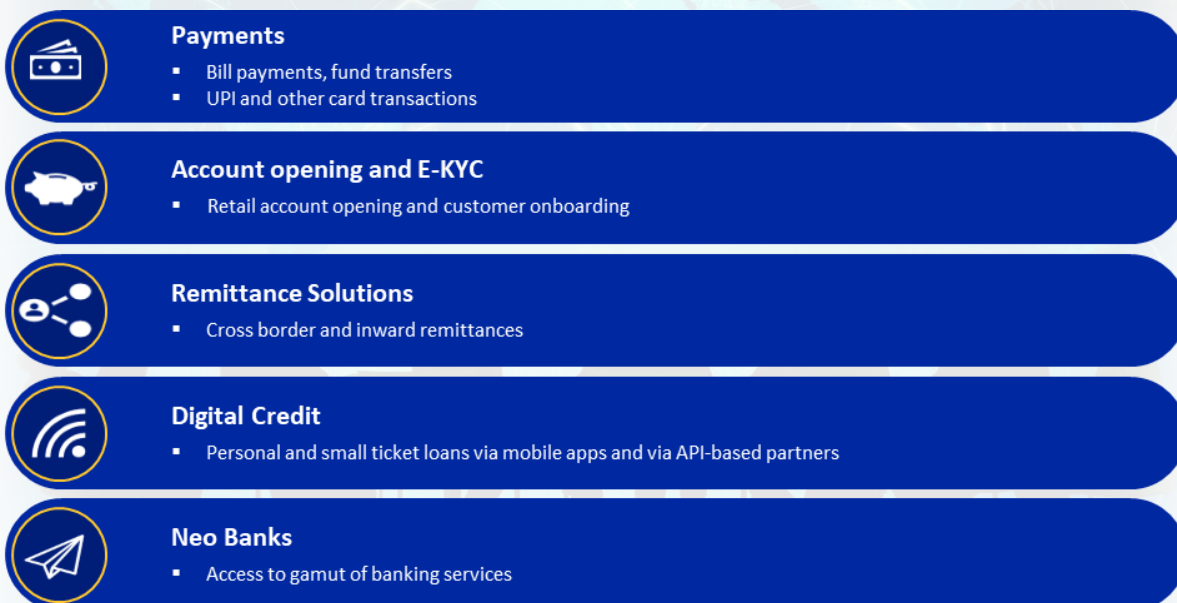 Payments
▪ Bill payments, fund transfers
▪ UPI and other card transactions
Account opening and E-KYC
▪ Retail account opening and customer onboarding
Remittance Solutions
▪ Cross border and inward remittances
Digital Credit
▪ Personal and small ticket loans via mobile apps and via API-based partners
Neo Banks
▪ Access to gamut of banking services